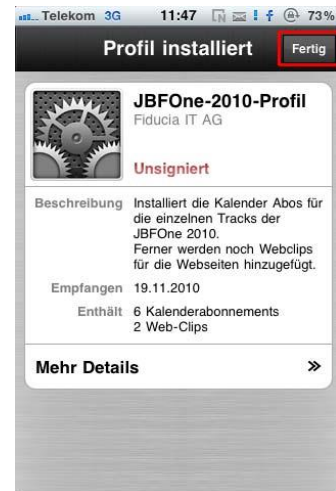 Telekom 3G 11:47 73%
Profil installiert Fertig
JBFOne-2010-Profil
Fiducia IT AG
Unsigniert
Beschreibung Installiert die Kalender Abos für
die einzelnen Tracks der
JBFOne 2010.
Ferner werden noch Webclips
für die Webseiten hinzugefügt.
Empfangen 19.11.2010
Enthält 6 Kalenderabonnements
2 Web-Clips
Mehr Details